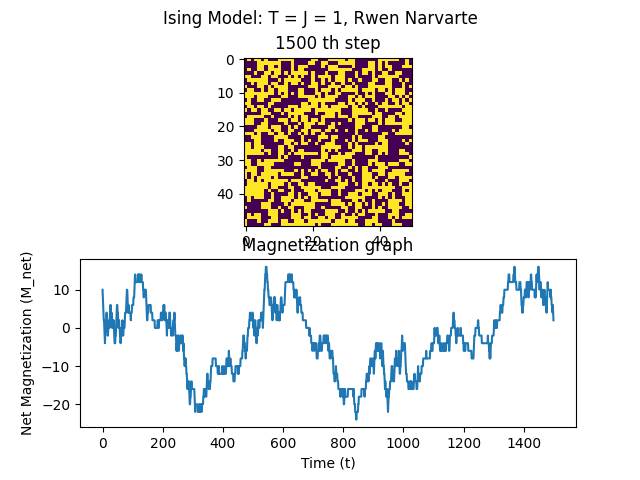 Ising Model: T = J = 1, Rwen Narvarte
1500 th step
0
10
20
30
40
0 20 40
Magnetization graph
Net Magnetization (M_net)
10
0
−10
−20
0 200 400 600 800 1000 1200 1400
Time (t)